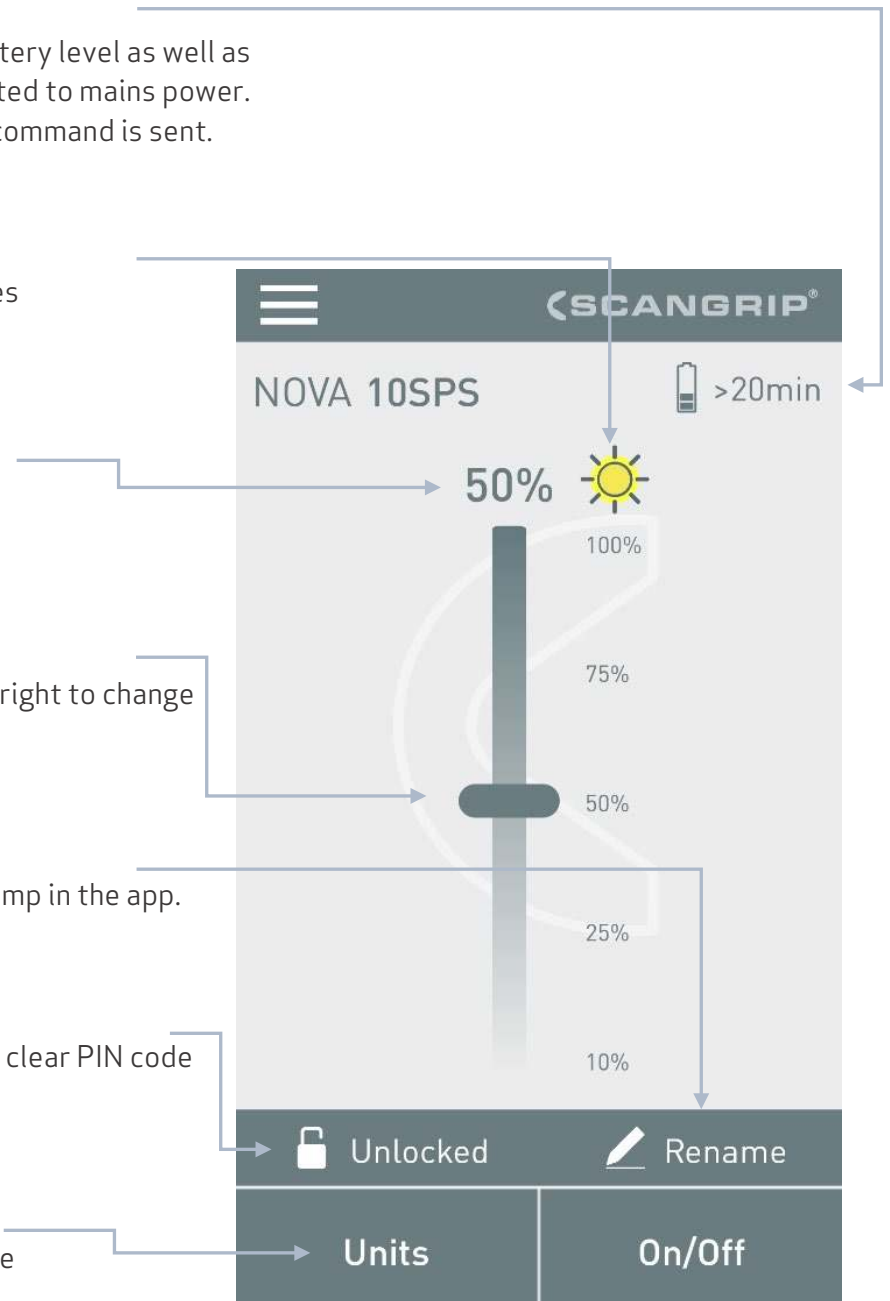 tery level as well as
ted to mains power.
command is sent.
es
right to change
mp in the app.
clear PIN code
e
SCANGRIP®
NOVA 10SPS
>20min
50%
100%
75%
50%
25%
10%
Unlocked
Rename
Units
On/Off